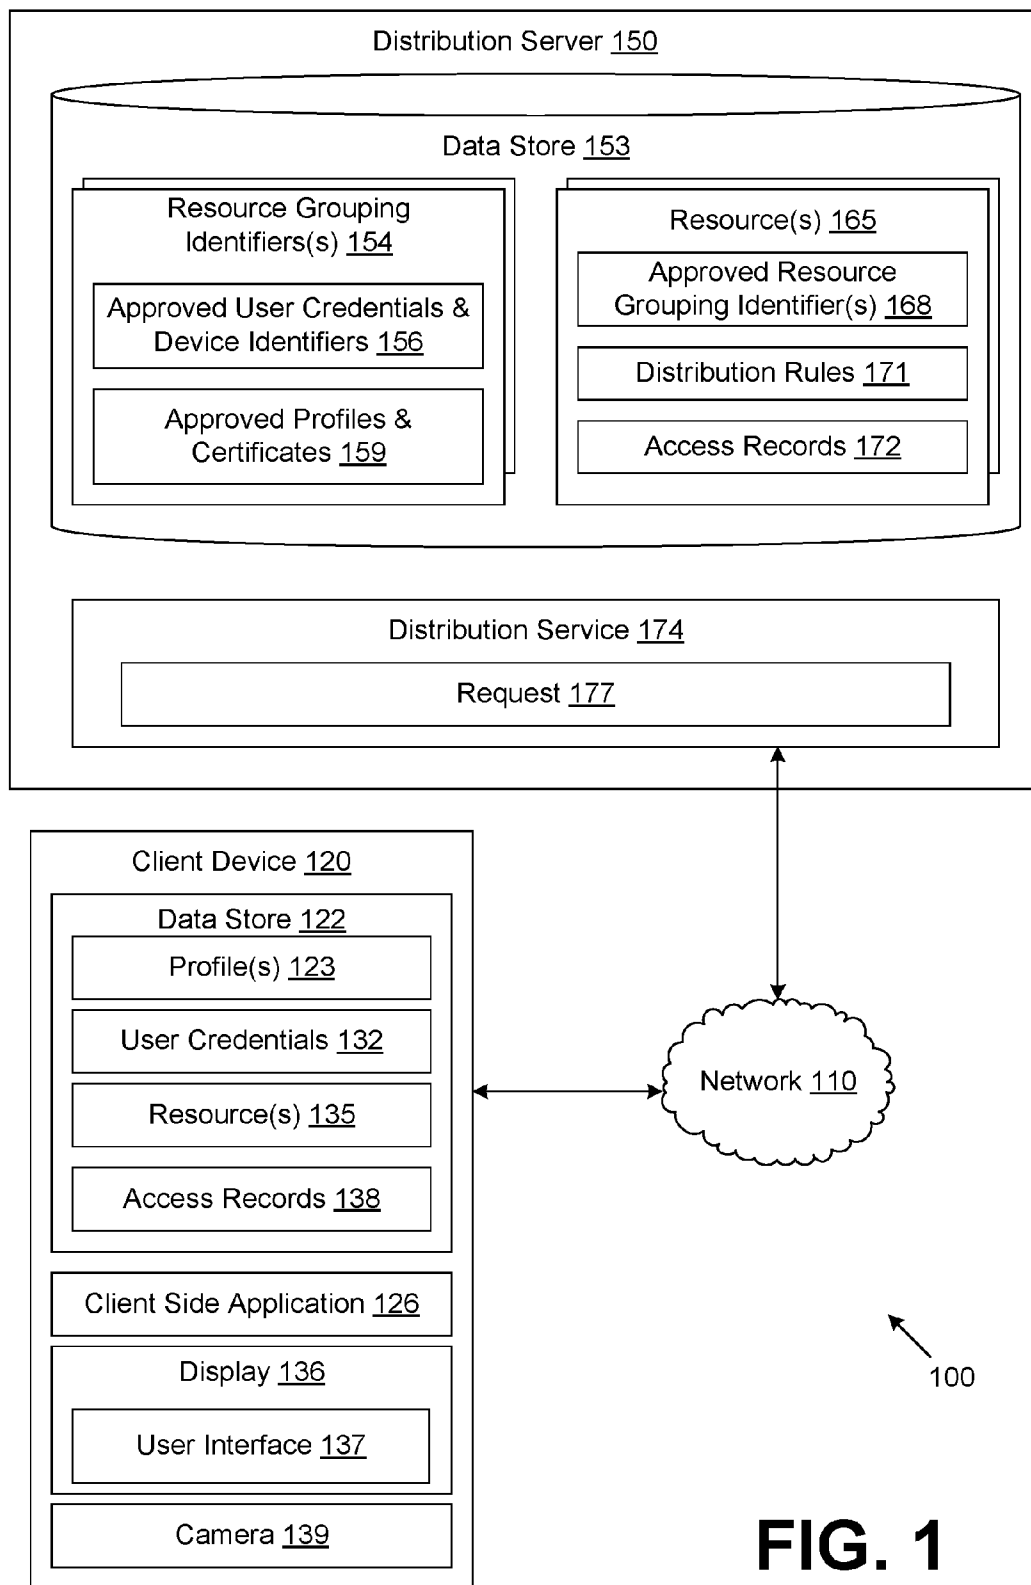 Distribution Server 150
Data Store 153
Resource Grouping
Identifiers(s) 154
Approved User Credentials &
Device Identifiers 156
Approved Profiles &
Certificates 159
Resource(s) 165
Approved Resource
Grouping Identifier(s) 168
Distribution Rules 171
Access Records 172
Distribution Service 174
Request 177
Client Device 120
Data Store 122
Profile(s) 123
User Credentials 132
Resource(s) 135
Access Records 138
Client Side Application 126
Display 136
User Interface 137
Camera 139
Network 110
100
FIG. 1